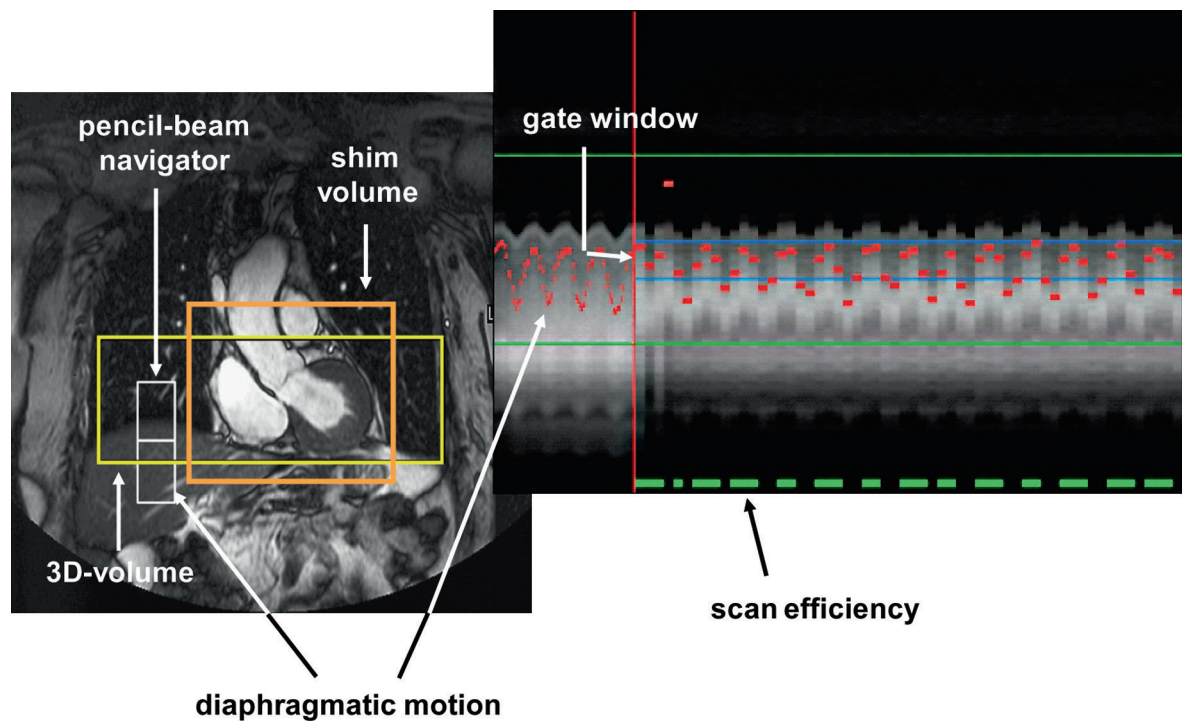 pencil-beam
navigator
shim
volume
gate window
L
3D-volume
scan efficiency
diaphragmatic motion